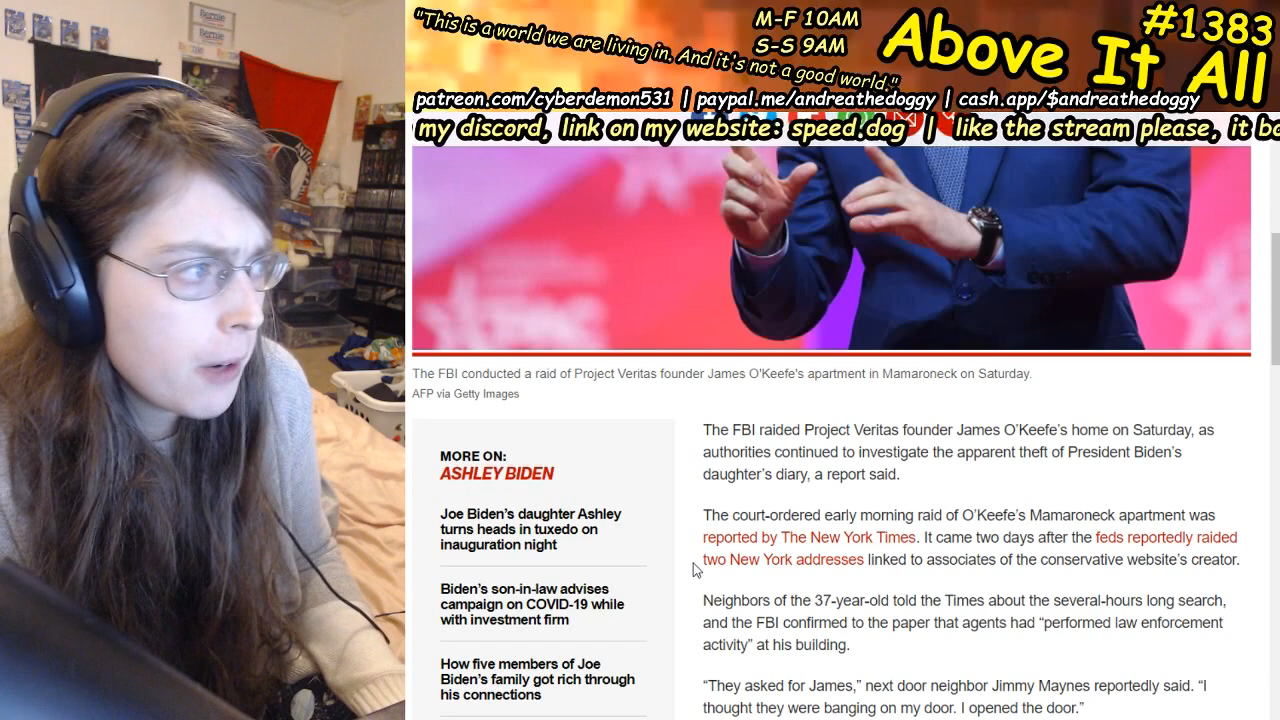 "This is a world we are living in. And it's not a good world."
M-F 10AM
S-S 9AM
Above It All
#1383
patreon.com/cyberdemon531 | paypal.me/andreathedoggy | cash.app/$andreathedoggy
my discord, link on my website: speed.dog | like the stream please, it bo
Bernie
Bernie
The FBI conducted a raid of Project Veritas founder James O'Keefe's apartment in Mamaroneck on Saturday.
AFP via Getty Images
MORE ON:
ASHLEY BIDEN
Joe Biden's daughter Ashley
turns heads in tuxedo on
inauguration night
Biden's son-in-law advises
campaign on COVID-19 while
with investment firm
How five members of Joe
Biden's family got rich through
his connections
The FBI raided Project Veritas founder James O'Keefe's home on Saturday, as
authorities continued to investigate the apparent theft of President Biden's
daughter's diary, a report said.
The court-ordered early morning raid of O'Keefe's Mamaroneck apartment was
reported by The New York Times. It came two days after the feds reportedly raided
two New York addresses linked to associates of the conservative website's creator.
Neighbors of the 37-year-old told the Times about the several-hours long search,
and the FBI confirmed to the paper that agents had “performed law enforcement
activity” at his building.
“They asked for James,” next door neighbor Jimmy Maynes reportedly said. “I
thought they were banging on my door. I opened the door.”